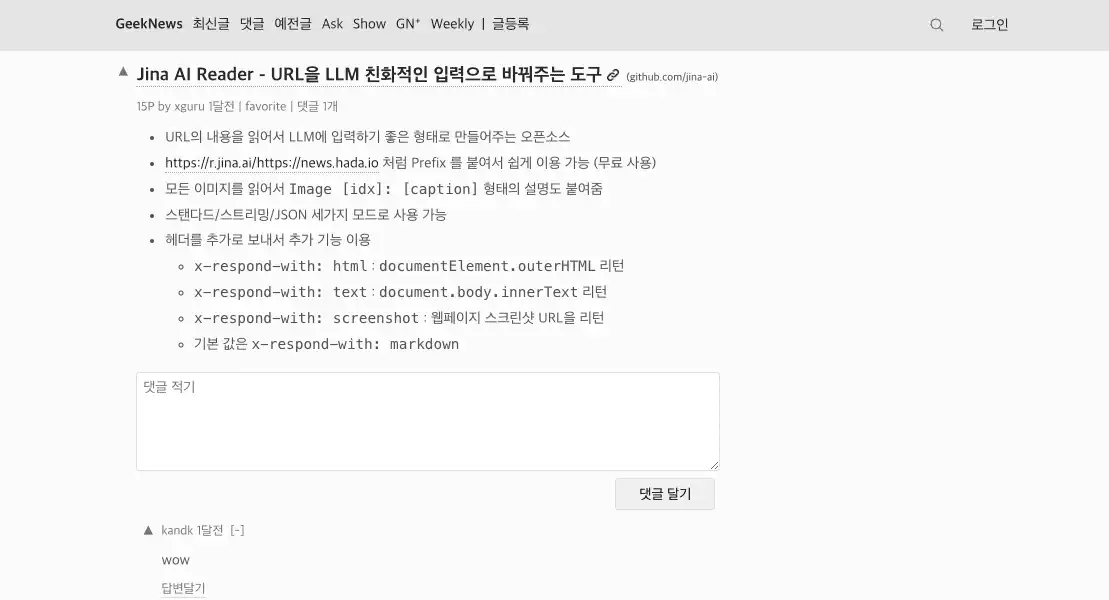 GeekNews 최신글 댓글 예전글 Ask Show GN⁺ Weekly | 글등록 로그인
▲ Jina AI Reader - URL을 LLM 친화적인 입력으로 바꿔주는 도구 (github.com/jina-ai)
15P by xguru 1달전 | favorite | 댓글 1개
• URL의 내용을 읽어서 LLM에 입력하기 좋은 형태로 만들어주는 오픈소스
• https://r.jina.ai/https://news.hada.io 처럼 Prefix 를 붙여서 쉽게 이용 가능 (무료 사용)
• 모든 이미지를 읽어서 Image [idx]: [caption] 형태의 설명도 붙여줌
• 스탠다드/스트리밍/JSON 세가지 모드로 사용 가능
• 헤더를 추가로 보내서 추가 기능 이용
◦ x-respond-with: html : documentElement.outerHTML 리턴
◦ x-respond-with: text : document.body.innerText 리턴
◦ x-respond-with: screenshot : 웹페이지 스크린샷 URL을 리턴
◦ 기본 값은 x-respond-with: markdown
댓글 적기
댓글 달기
▲ kandk 1달전 [-]
wow
답변달기